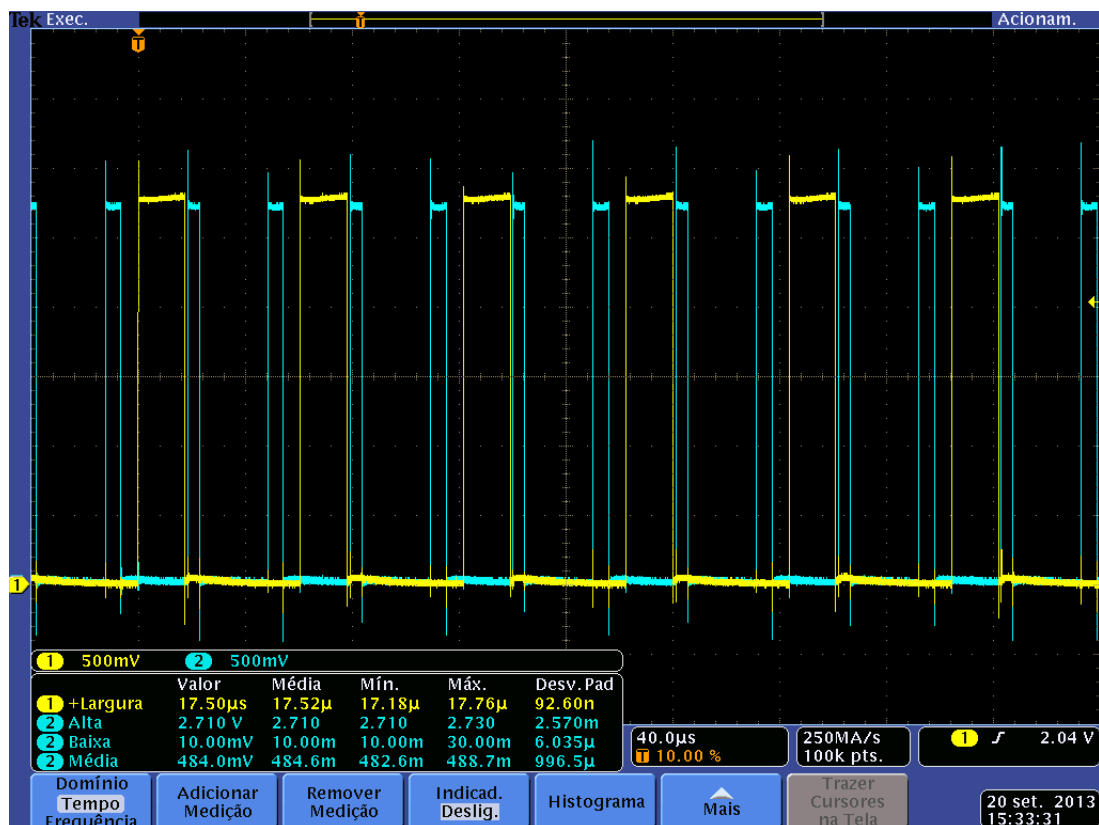 Tek Exec.
T
Acionam.
T
1
1 500mV 2 500mV
Valor Média Mín. Máx. Desv.Pad
1 +Largura 17.50µs 17.52µ 17.18µ 17.76µ 92.60n
2 Alta 2.710 V 2.710 2.710 2.730 2.570m
2 Baixa 10.00mV 10.00m 10.00m 30.00m 6.035µ
2 Média 484.0mV 484.6m 482.6m 488.7m 996.5µ
40.0µs
T 10.00 %
250MA/s
100k pts.
1 2.04 V
Domínio
Tempo
Frequência
Adicionar
Medição
Remover
Medição
Indicad.
Deslig.
Histograma
Mais
Trazer
Cursores
na Tela
20 set. 2013
15:33:31